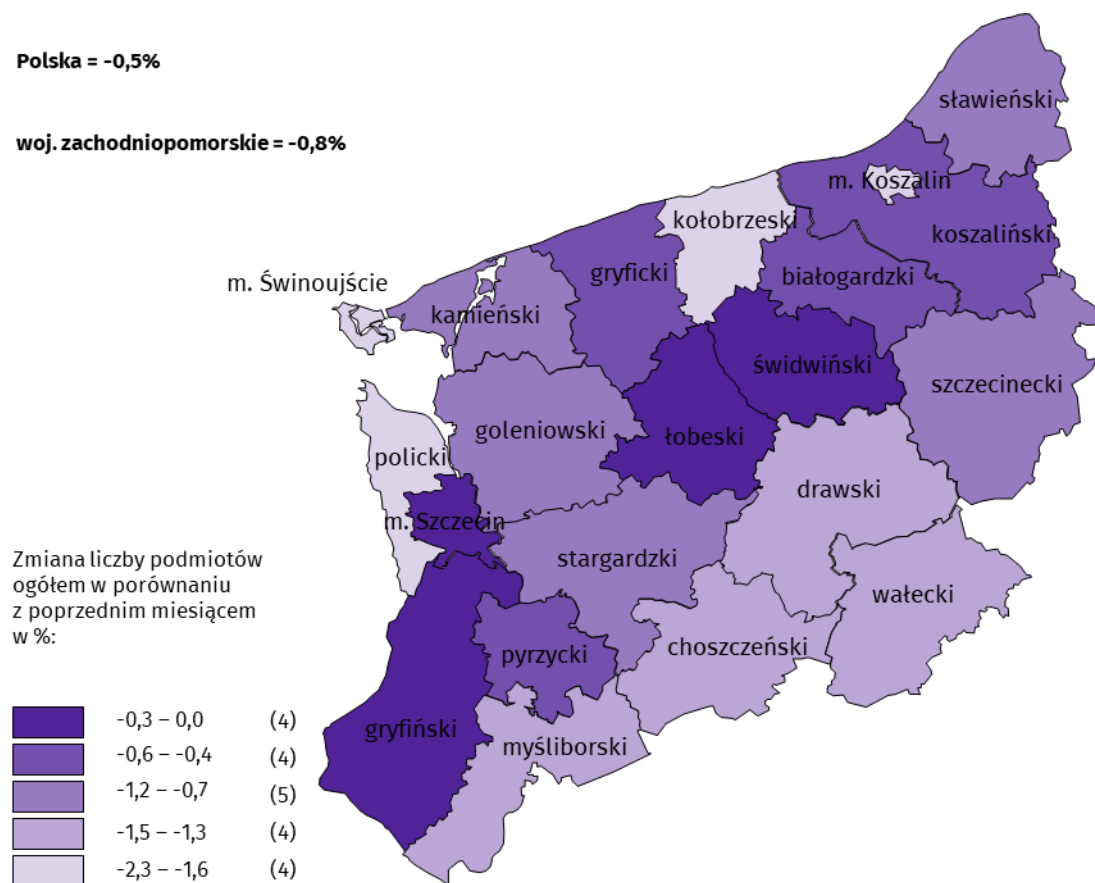 Polska = -0,5%
woj. zachodniopomorskie = -0,8%
sławieński
m. Koszalin
kołobrzeski
koszaliński
gryficki
białogardzki
m. Świnoujście
kamieński
świdwiński
szczecinecki
goleniowski
łobeski
policki
drawski
m. Szczecin
stargardzki
wałecki
choszczeński
pyrzycki
gryfiński
myśliborski
Zmiana liczby podmiotów
ogółem w porównaniu
z poprzednim miesiącem
w %:
-0,3 – 0,0 (4)
-0,6 – -0,4 (4)
-1,2 – -0,7 (5)
-1,5 – -1,3 (4)
-2,3 – -1,6 (4)